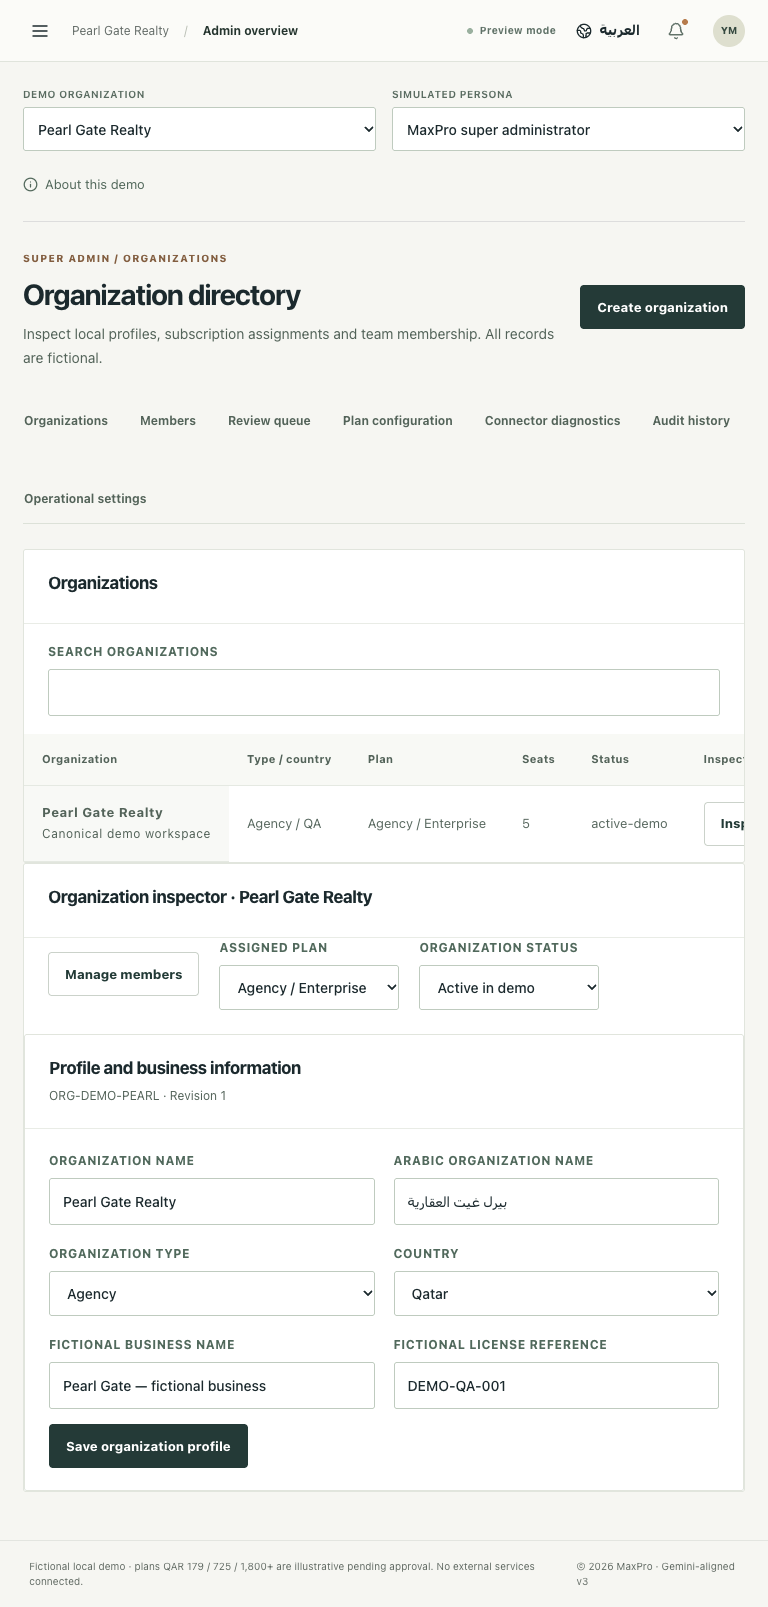 Pearl Gate Realty / Admin overview
Preview mode
العربية
YM
DEMO ORGANIZATION
SIMULATED PERSONA
Pearl Gate Realty
MaxPro super administrator
About this demo
SUPER ADMIN / ORGANIZATIONS
Organization directory
Create organization
Inspect local profiles, subscription assignments and team membership. All records
are fictional.
Organizations Members Review queue Plan configuration Connector diagnostics Audit history
Operational settings
Organizations
SEARCH ORGANIZATIONS
Organization Type / country Plan Seats Status Inspect
Pearl Gate Realty
Canonical demo workspace
Agency / QA Agency / Enterprise 5 active-demo Insp
Organization inspector · Pearl Gate Realty
Manage members
ASSIGNED PLAN
Agency / Enterprise
ORGANIZATION STATUS
Active in demo
Profile and business information
ORG-DEMO-PEARL · Revision 1
ORGANIZATION NAME
Pearl Gate Realty
ARABIC ORGANIZATION NAME
بيرل غيت العقارية
ORGANIZATION TYPE
Agency
COUNTRY
Qatar
FICTIONAL BUSINESS NAME
Pearl Gate — fictional business
FICTIONAL LICENSE REFERENCE
DEMO-QA-001
Save organization profile
Fictional local demo · plans QAR 179 / 725 / 1,800+ are illustrative pending approval. No external services
connected.
© 2026 MaxPro · Gemini-aligned
v3